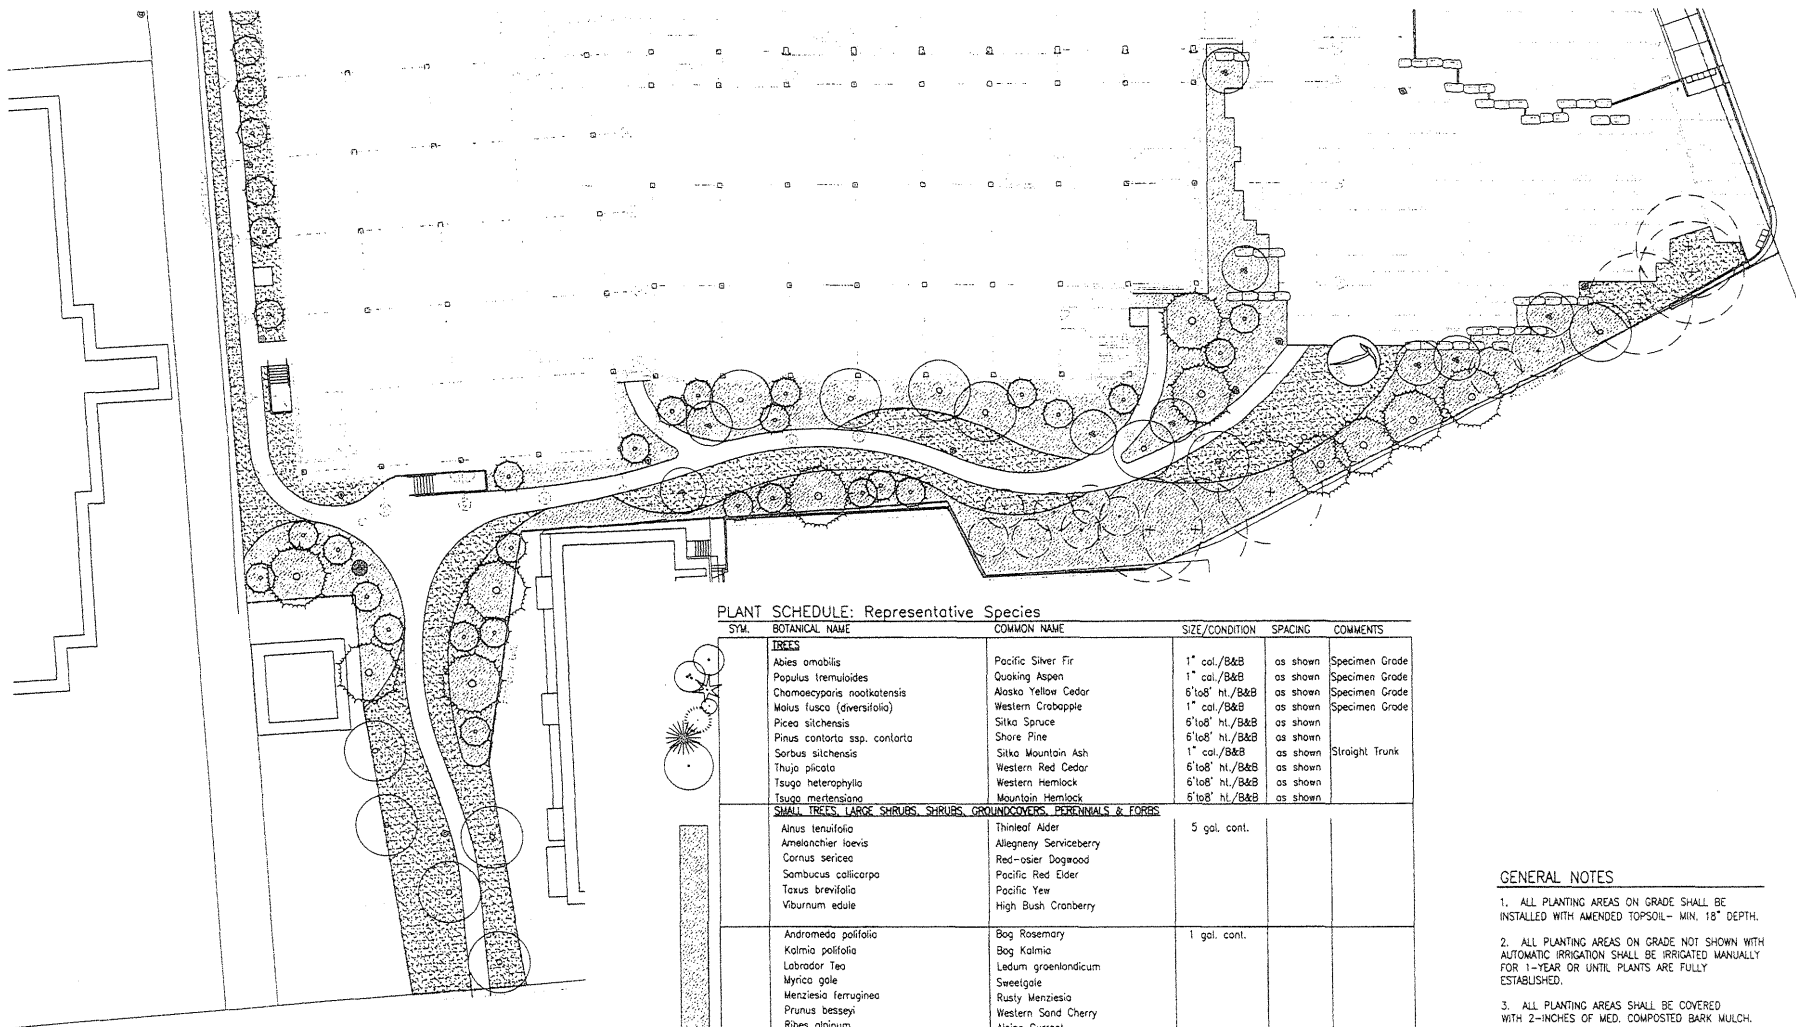 PLANT SCHEDULE: Representative Species
SYM. BOTANICAL NAME COMMON NAME SIZE/CONDITION SPACING COMMENTS
TREES
Abies amabilis Pacific Silver Fir 1" cal./B&B as shown Specimen Grade
Populus tremuloides Quaking Aspen 1" cal./B&B as shown Specimen Grade
Chamaecyparis nootkatensis Alaska Yellow Cedar 6'to8' ht./B&B as shown Specimen Grade
Malus fusca (diversifolia) Western Crabapple 1" cal./B&B as shown Specimen Grade
Picea sitchensis Sitka Spruce 6'to8' ht./B&B as shown
Pinus contorta ssp. contorta Shore Pine 6'to8' ht./B&B as shown
Sorbus sitchensis Sitka Mountain Ash 1" cal./B&B as shown Straight Trunk
Thuja plicata Western Red Cedar 6'to8' ht./B&B as shown
Tsuga heterophylla Western Hemlock 6'to8' ht./B&B as shown
Tsuga mertensiana Mountain Hemlock 6'to8' ht./B&B as shown
SMALL TREES, LARGE SHRUBS, SHRUBS, GROUNDCOVERS, PERENNIALS & FORBS
Alnus tenuifolia Thinleaf Alder 5 gal. cont.
Amelanchier laevis Allegneny Serviceberry
Cornus sericea Red-osier Dogwood
Sambucus callicarpa Pacific Red Elder
Taxus brevifolia Pacific Yew
Viburnum edule High Bush Cranberry
Andromeda polifolia Bog Rosemary 1 gal. cont.
Kalmia polifolia Bog Kalmia
Labrador Tea Ledum groenlandicum
Myrica gale Sweetgale
Menziesia ferruginea Rusty Menziesia
Prunus besseyi Western Sand Cherry
Ribes alpinum Alpine Currant
GENERAL NOTES
1. ALL PLANTING AREAS ON GRADE SHALL BE
INSTALLED WITH AMENDED TOPSOIL- MIN. 18" DEPTH.
2. ALL PLANTING AREAS ON GRADE NOT SHOWN WITH
AUTOMATIC IRRIGATION SHALL BE IRRIGATED MANUALLY
FOR 1-YEAR OR UNTIL PLANTS ARE FULLY
ESTABLISHED.
3. ALL PLANTING AREAS SHALL BE COVERED
WITH 2-INCHES OF MED. COMPOSTED BARK MULCH.